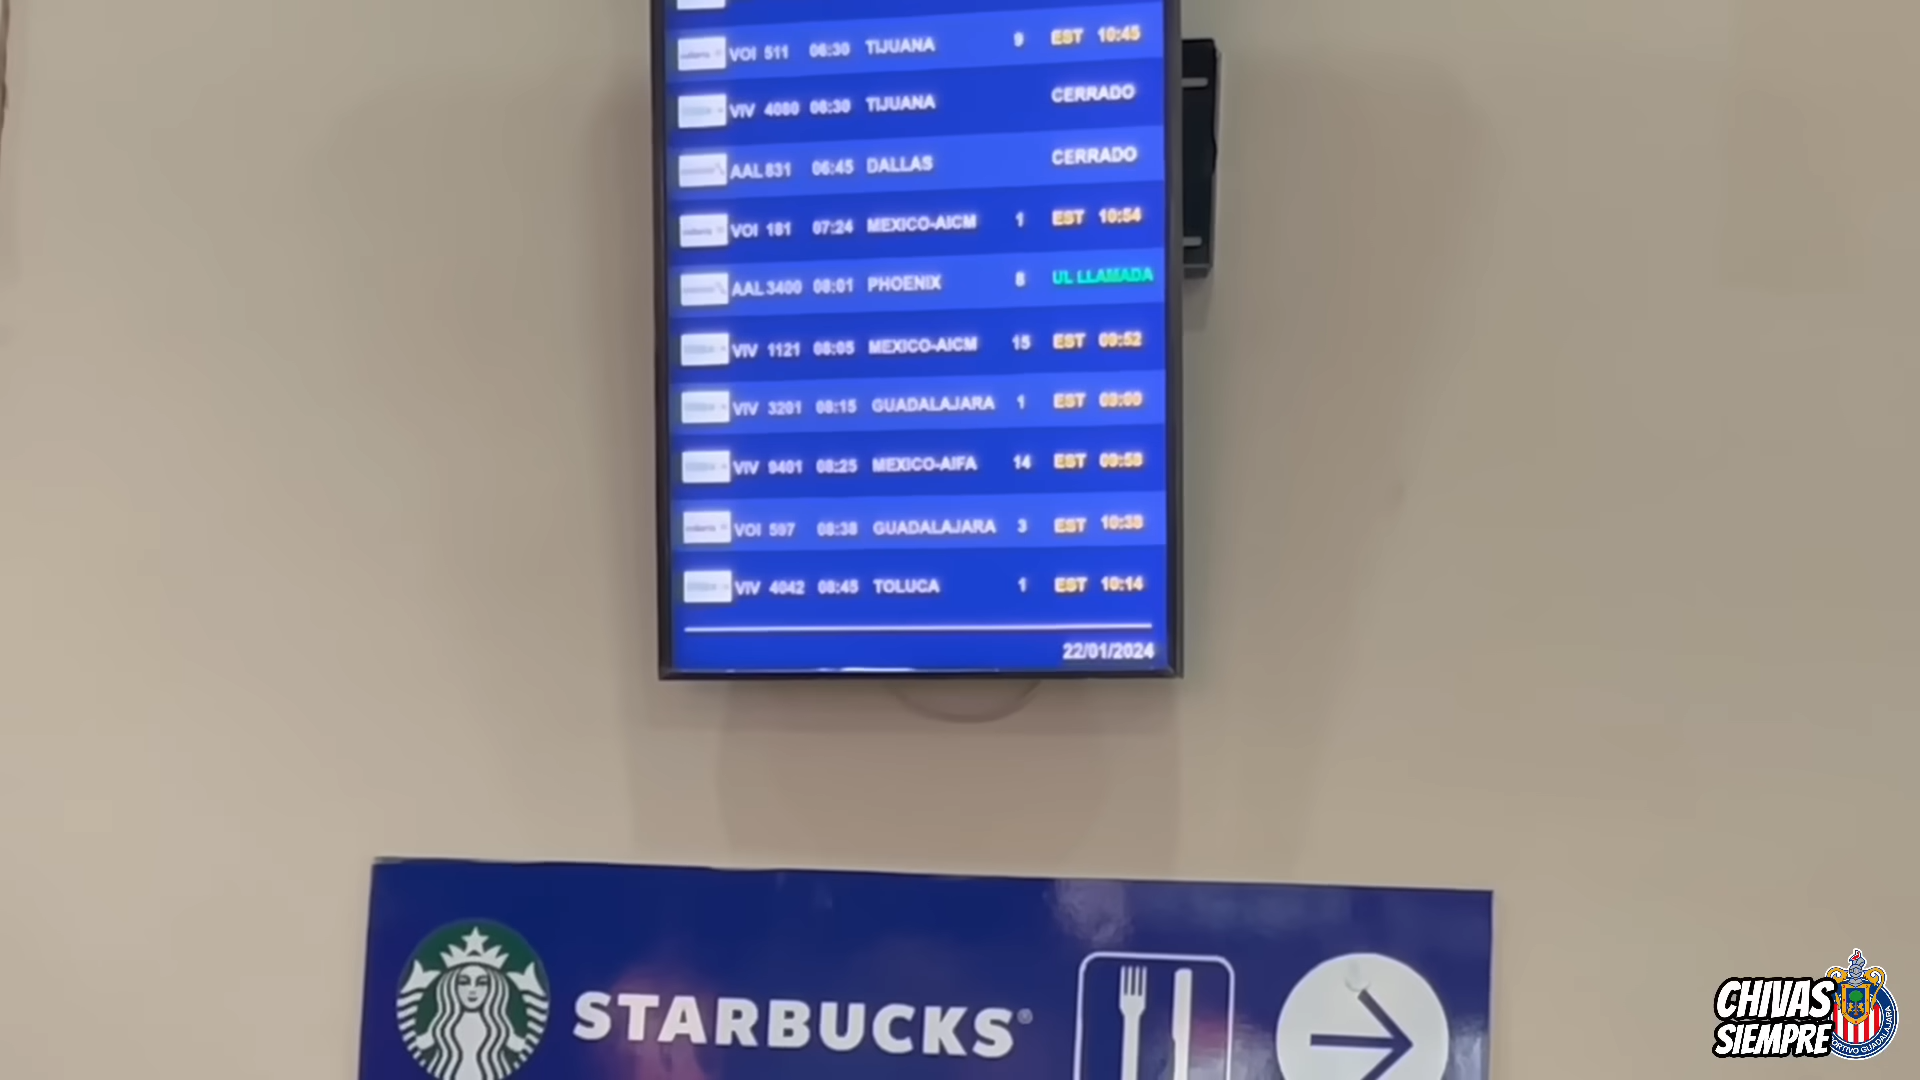 VOI 511 06:30 TIJUANA 9 EST 10:45
VIV 4080 06:30 TIJUANA CERRADO
AAL 831 06:45 DALLAS CERRADO
VOI 181 07:24 MEXICO-AICM 1 EST 10:54
AAL 3400 08:01 PHOENIX 8 UL LLAMADA
VIV 1121 08:05 MEXICO-AICM 15 EST 09:52
VIV 3201 08:15 GUADALAJARA 1 EST
VIV 9401 08:25 MEXICO-AIFA 14 EST
VOI 597 08:38 GUADALAJARA 3 EST 10:38
VIV 4042 08:45 TOLUCA 1 EST 10:14
22/01/2024
STARBUCKS®
CHIVAS
SIEMPRE